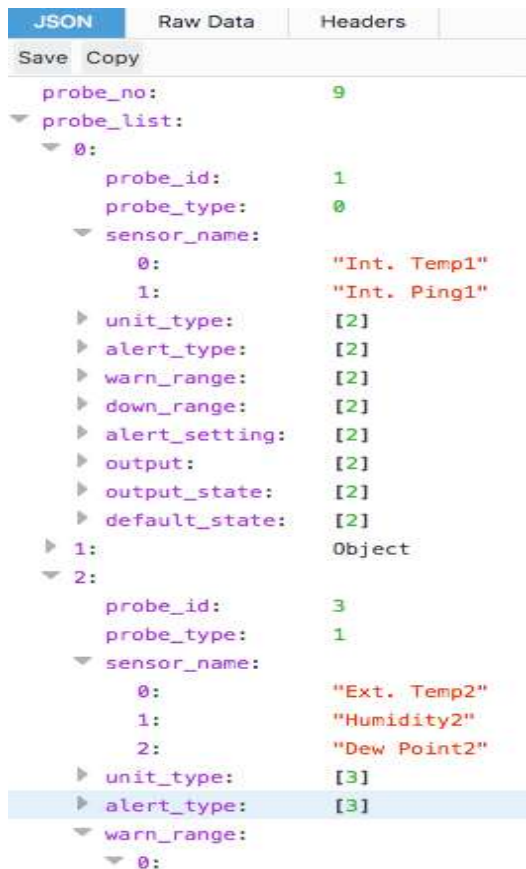 JSON Raw Data Headers
Save Copy
probe_no: 9
probe_list:
0:
probe_id: 1
probe_type: 0
sensor_name:
0: "Int. Temp1"
1: "Int. Ping1"
unit_type: [2]
alert_type: [2]
warn_range: [2]
down_range: [2]
alert_setting: [2]
output: [2]
output_state: [2]
default_state: [2]
1: Object
2:
probe_id: 3
probe_type: 1
sensor_name:
0: "Ext. Temp2"
1: "Humidity2"
2: "Dew Point2"
unit_type: [3]
alert_type: [3]
warn_range:
0: